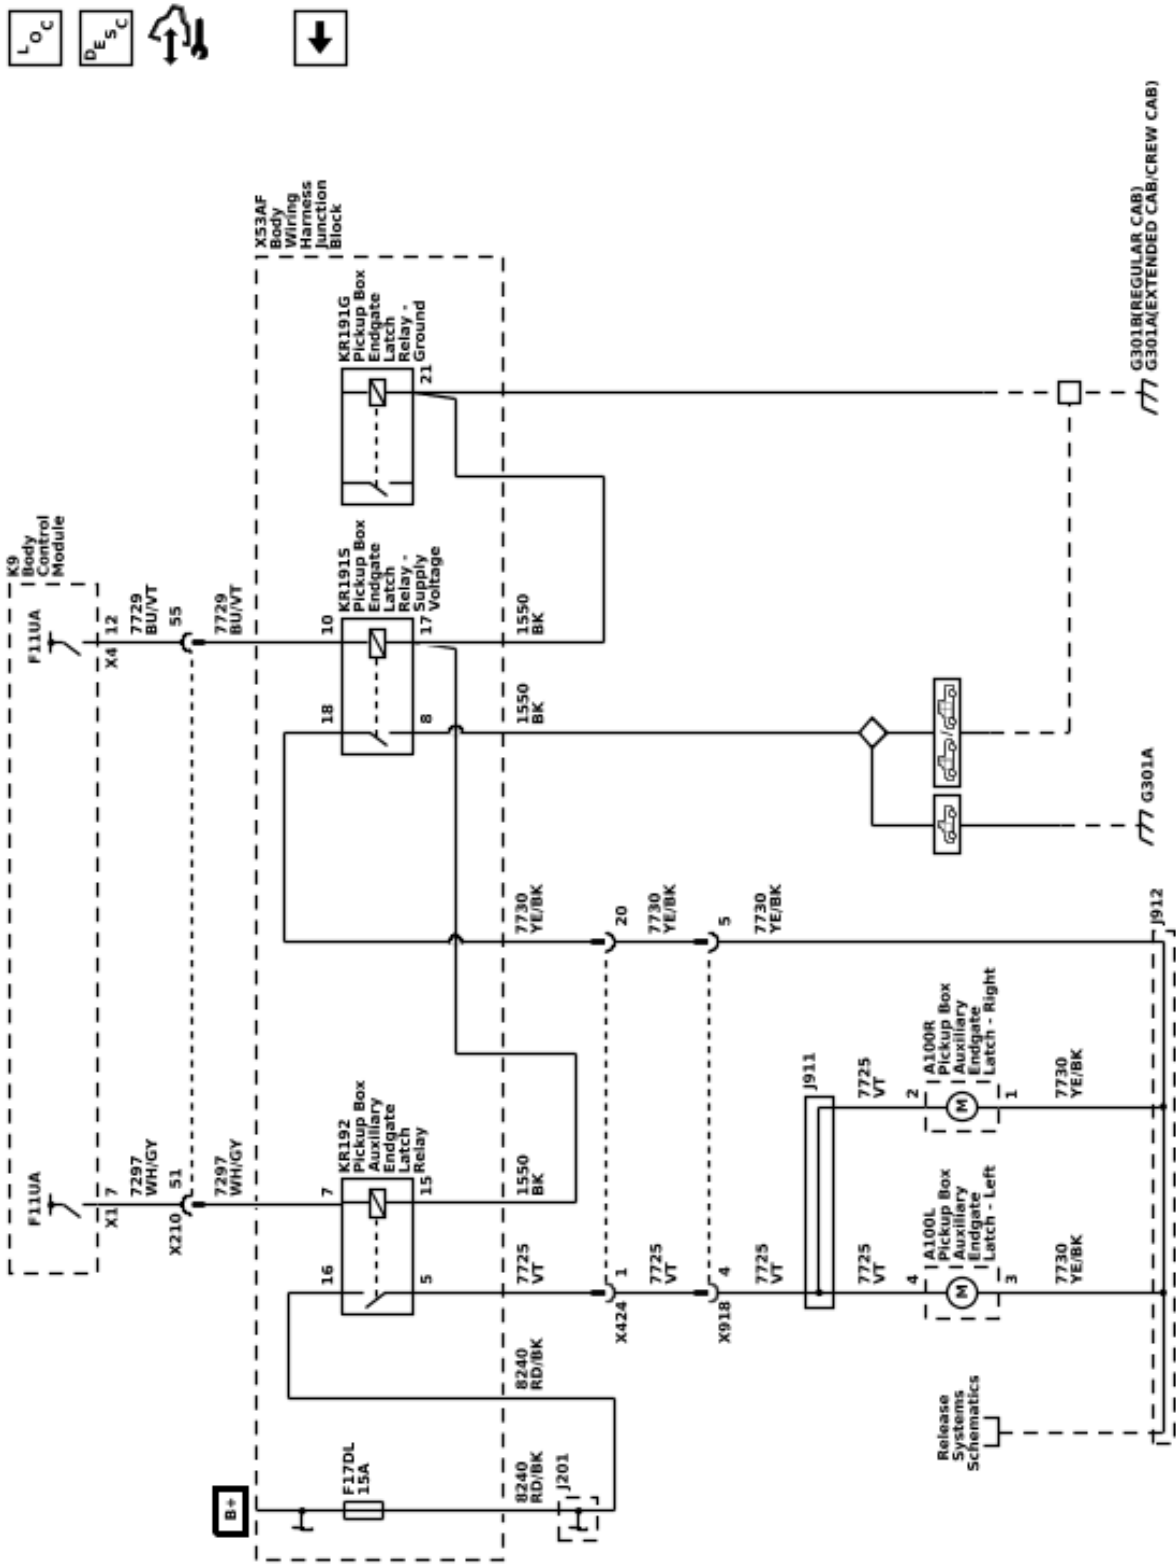 LOC
DESC
B+
K9
Body
Control
Module
F11UA
F11UA
X1
7
X4
12
7297
WH/GY
7729
BU/VT
X210
51
55
7297
WH/GY
7729
BU/VT
X53AF
Body
Wiring
Harness
Junction
Block
F17DL
15A
16
7
KR192
Pickup Box
Auxiliary
Endgate
Latch
Relay
5
15
18
10
KR191S
Pickup Box
Endgate
Latch
Relay -
Supply
Voltage
8
17
KR191G
Pickup Box
Endgate
Latch
Relay -
Ground
21
8240
RD/BK
8240
RD/BK
7725
VT
1550
BK
7730
YE/BK
1550
BK
1550
BK
J201
X424
1
20
7725
VT
7730
YE/BK
X918
4
5
7725
VT
7730
YE/BK
J911
7725
VT
7725
VT
4
A100L
Pickup Box
Auxiliary
Endgate
Latch - Left
M
3
2
A100R
Pickup Box
Auxiliary
Endgate
Latch - Right
M
1
/
Release
Systems
Schematics
7730
YE/BK
7730
YE/BK
J912
G301A
G301B(REGULAR CAB)
G301A(EXTENDED CAB/CREW CAB)